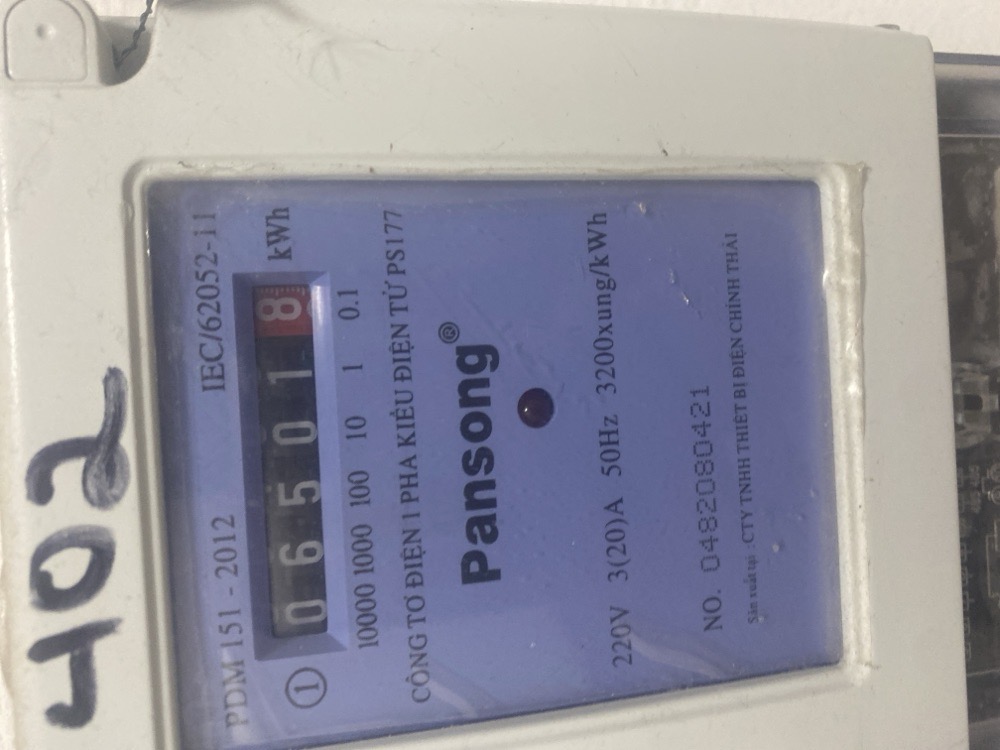 402
PDM 151 - 2012 IEC/62052-11
1 0 6 5 0 1 8 kWh
10000 1000 100 10 1 0.1
CÔNG TƠ ĐIỆN 1 PHA KIỂU ĐIỆN TỬ PS177
Pansong®
220V 3(20)A 50Hz 3200xung/kWh
NO. 0482080421
Sản xuất tại : CTY TNHH THIẾT BỊ ĐIỆN CHÍNH THÁI